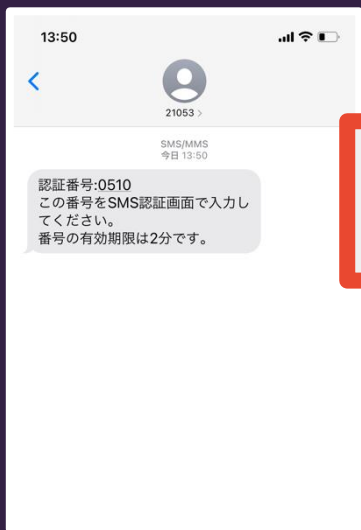 13:50
21053 >
SMS/MMS
今日 13:50
認証番号:0510
この番号をSMS認証画面で入力し
てください。
番号の有効期限は2分です。